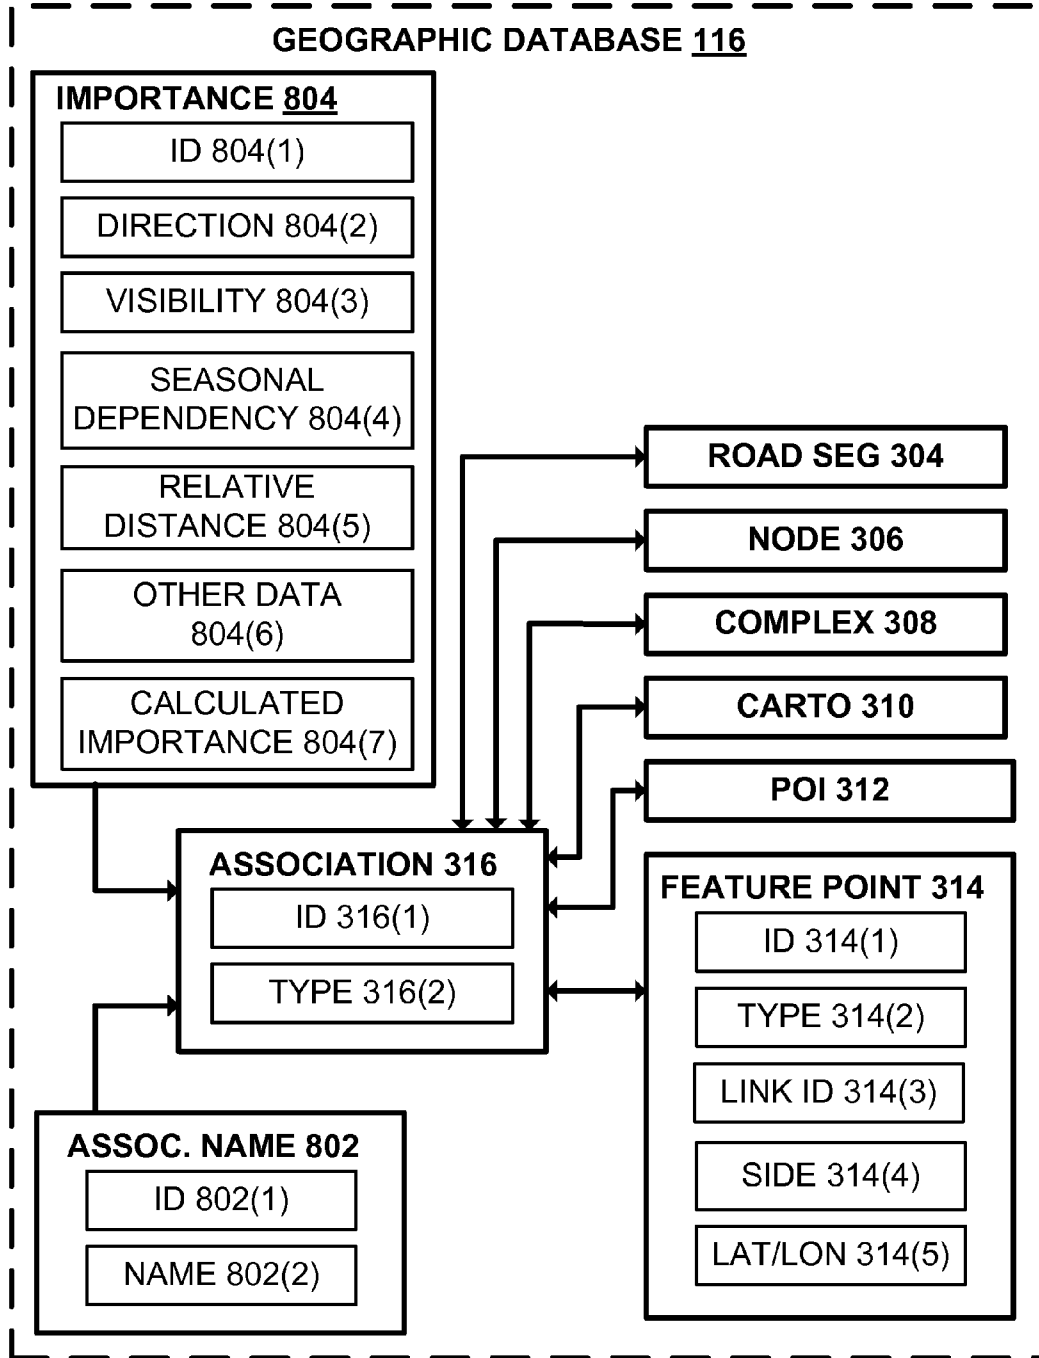 GEOGRAPHIC DATABASE 116
IMPORTANCE 804
ID 804(1)
DIRECTION 804(2)
VISIBILITY 804(3)
SEASONAL
DEPENDENCY 804(4)
RELATIVE
DISTANCE 804(5)
OTHER DATA
804(6)
CALCULATED
IMPORTANCE 804(7)
ROAD SEG 304
NODE 306
COMPLEX 308
CARTO 310
POI 312
ASSOCIATION 316
ID 316(1)
TYPE 316(2)
FEATURE POINT 314
ID 314(1)
TYPE 314(2)
LINK ID 314(3)
SIDE 314(4)
LAT/LON 314(5)
ASSOC. NAME 802
ID 802(1)
NAME 802(2)